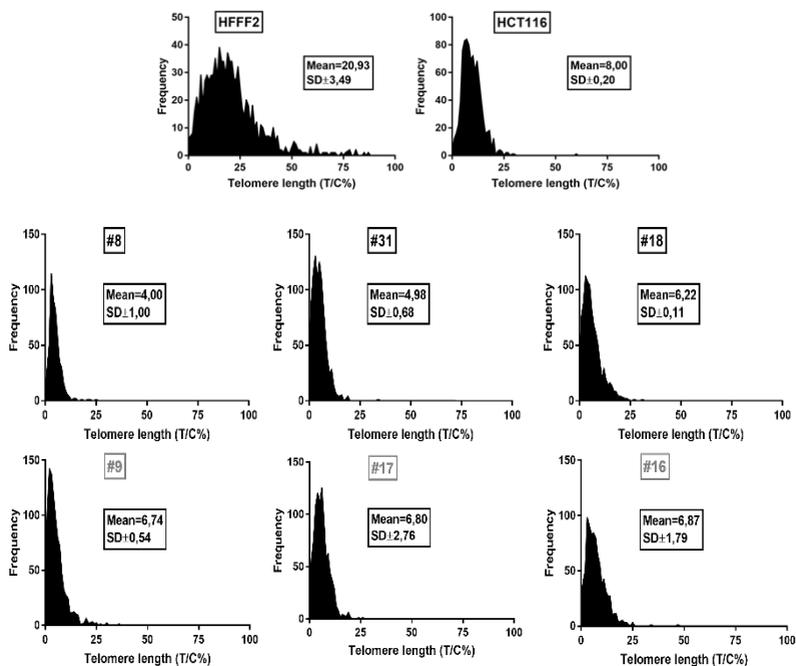 HFFF2
50
40
30
20
10
0
Frequency
Mean=20,93
SD±3,49
0 25 50 75 100
Telomere length (T/C%)
HCT116
100
80
60
40
20
0
Frequency
Mean=8,00
SD±0,20
0 25 50 75 100
Telomere length (T/C%)
#8
150
100
50
0
Frequency
Mean=4,00
SD±1,00
0 25 50 75 100
Telomere length (T/C%)
#31
150
100
50
0
Frequency
Mean=4,98
SD±0,68
0 25 50 75 100
Telomere length (T/C%)
#18
150
100
50
0
Frequency
Mean=6,22
SD±0,11
0 25 50 75 100
Telomere length (T/C%)
#9
150
100
50
0
Frequency
Mean=6,74
SD±0,54
0 25 50 75 100
Telomere length (T/C%)
#17
150
100
50
0
Frequency
Mean=6,80
SD±2,76
0 25 50 75 100
Telomere length (T/C%)
#16
150
100
50
0
Frequency
Mean=6,87
SD±1,79
0 25 50 75 100
Telomere length (T/C%)